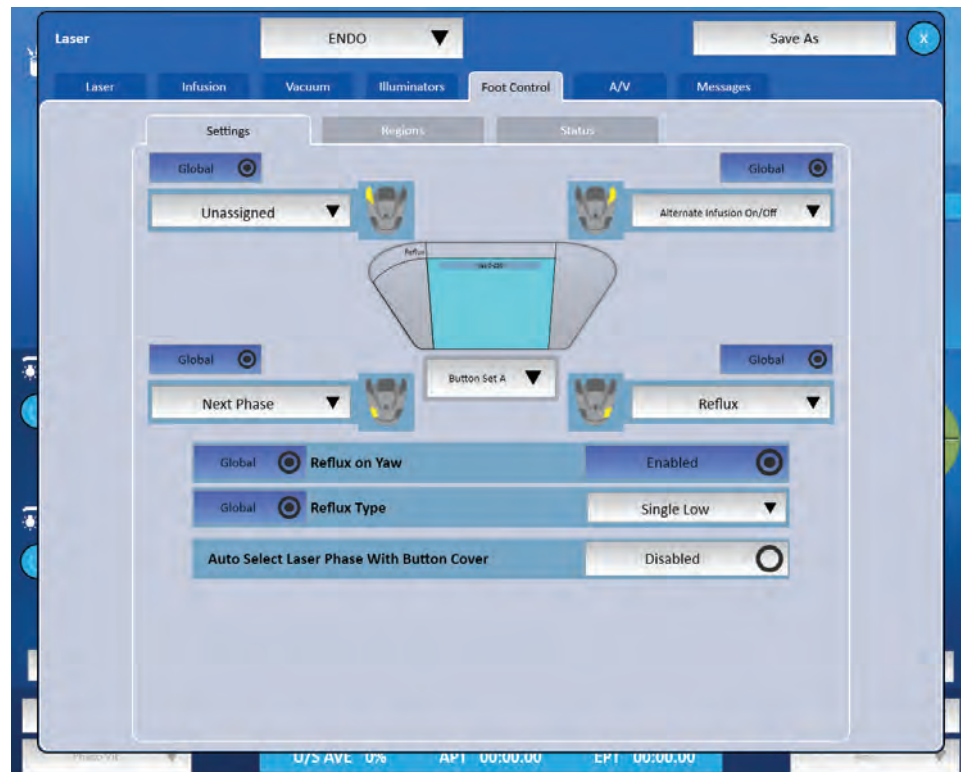 Laser
ENDO
Save As
X
Laser
Infusion
Vacuum
Illuminators
Foot Control
A/V
Messages
Settings
Regions
Status
Global
Global
Unassigned
Alternate Infusion On/Off
Reflux
Global
Global
Button Set A
Next Phase
Reflux
Global
Reflux on Yaw
Enabled
Global
Reflux Type
Single Low
Auto Select Laser Phase With Button Cover
Disabled
U/S AVE 0%
APT 00:00.00
EPT 00:00.00